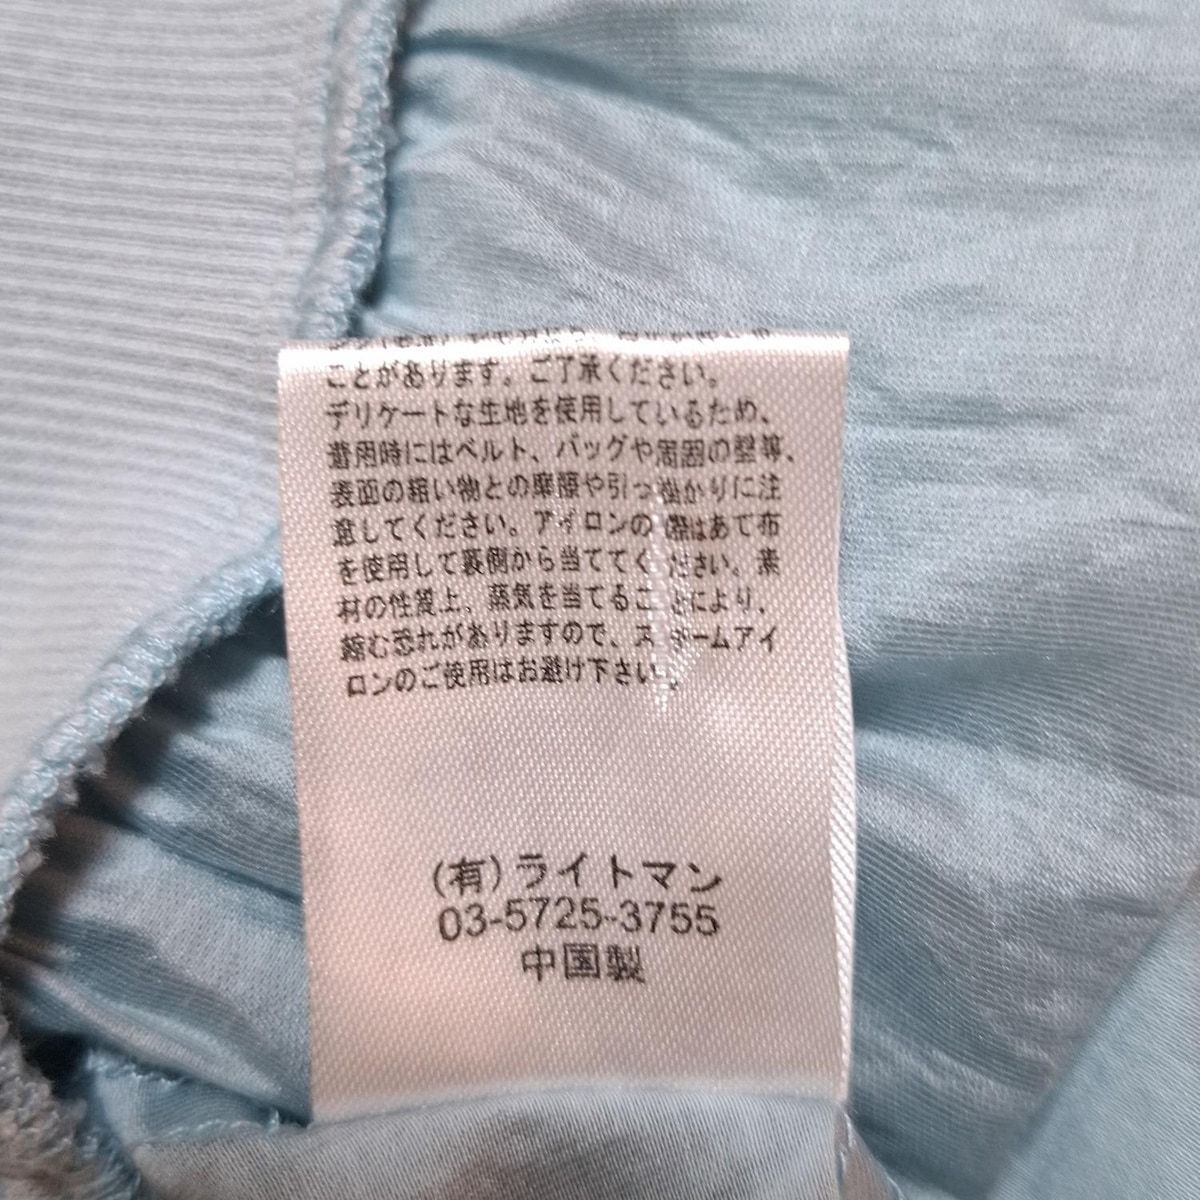 ことがあります。ご了承ください。
デリケートな生地を使用しているため、
着用時にはベルト、バッグや周囲の壁等、
表面の粗い物との摩擦や引っ掛かりに注
意してください。アイロンの際はあて布
を使用して裏側から当ててください。素
材の性質上、蒸気を当てることにより、
縮む恐れがありますので、スチームアイ
ロンのご使用はお避け下さい。
(有)ライトマン
03-5725-3755
中国製